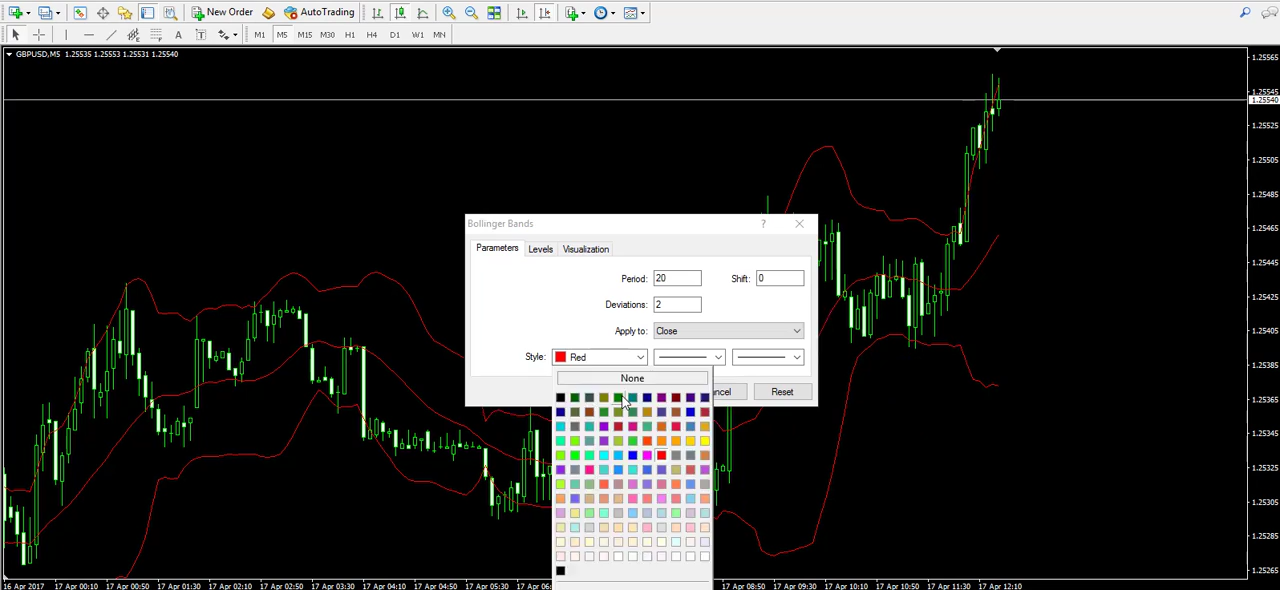 New Order
AutoTrading
A
T
M1 M5 M15 M30 H1 H4 D1 W1 MN
GBPUSD,M5 1.25535 1.25553 1.25531 1.25540
1.25565
1.25545
1.25540
1.25525
1.25505
1.25485
1.25465
1.25445
1.25425
1.25405
1.25385
1.25365
1.25345
1.25325
1.25305
1.25285
1.25265
Bollinger Bands
?
Parameters Levels Visualization
Period: 20 Shift: 0
Deviations: 2
Apply to: Close
Style: Red
None
ncel Reset
16 Apr 2017 17 Apr 00:10 17 Apr 00:50 17 Apr 01:30 17 Apr 02:10 17 Apr 02:50 17 Apr 03:30 17 Apr 04:10 17 Apr 04:50 17 Apr 05:30 17 Apr 06: 17 Apr 08:50 17 Apr 09:30 17 Apr 10:10 17 Apr 10:50 17 Apr 11:30 17 Apr 12:10